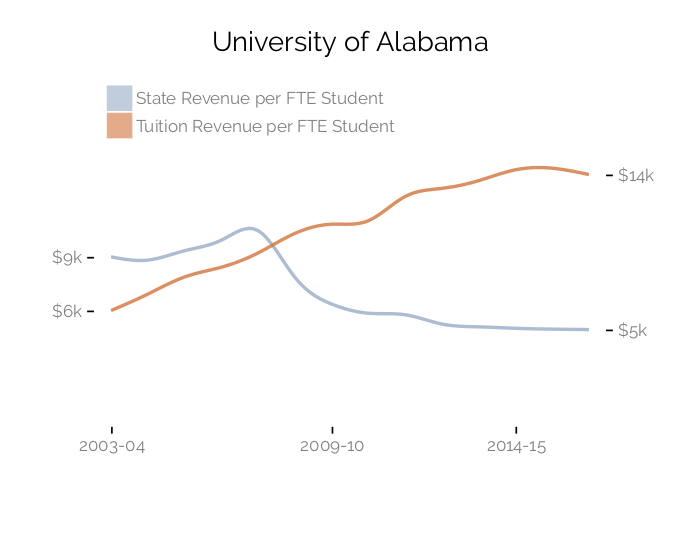 University of Alabama
State Revenue per FTE Student
Tuition Revenue per FTE Student
$14k
$9k
$6k
$5k
2003-04 2009-10 2014-15